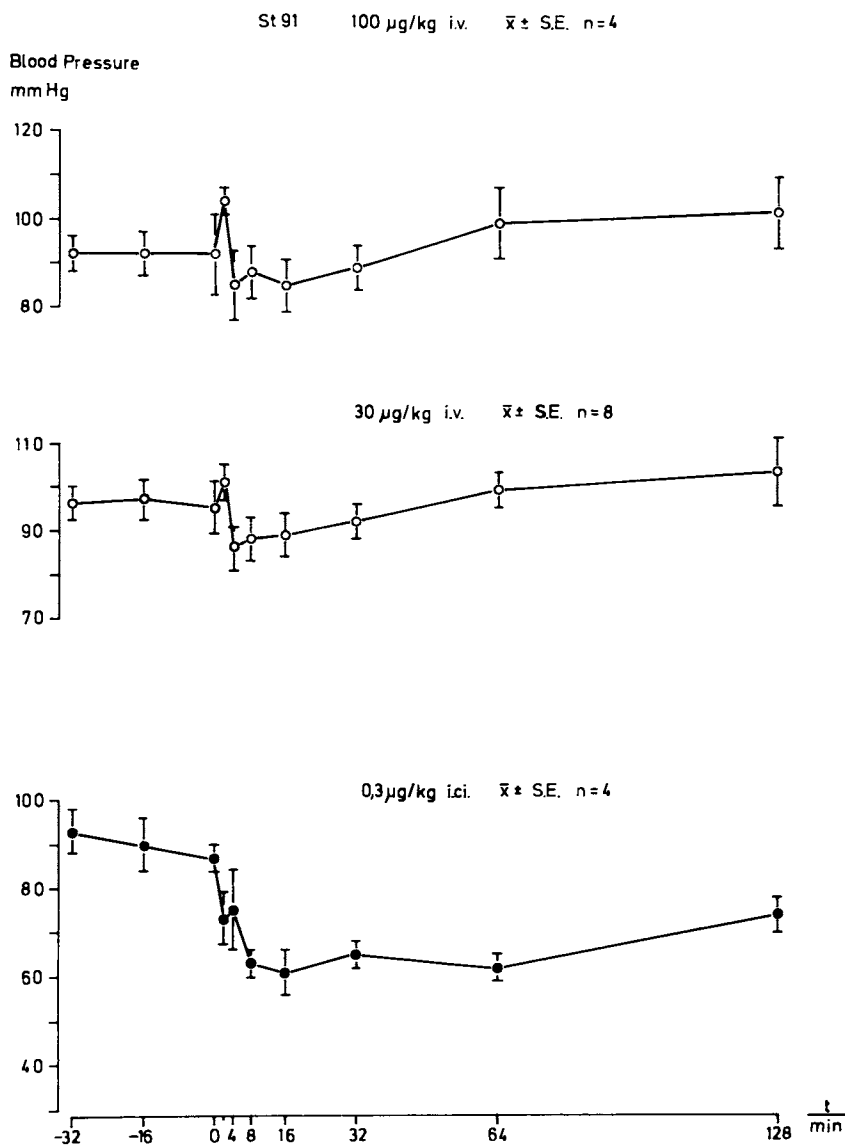 St 91 100 µg/kg i.v. x̄ ± S.E. n=4
Blood Pressure
mm Hg
120
100
80
30 µg/kg i.v. x̄ ± S.E. n=8
110
90
70
0,3 µg/kg i.ci. x̄ ± S.E. n=4
100
80
60
40
-32 -16 0 4 8 16 32 64 128
t
min